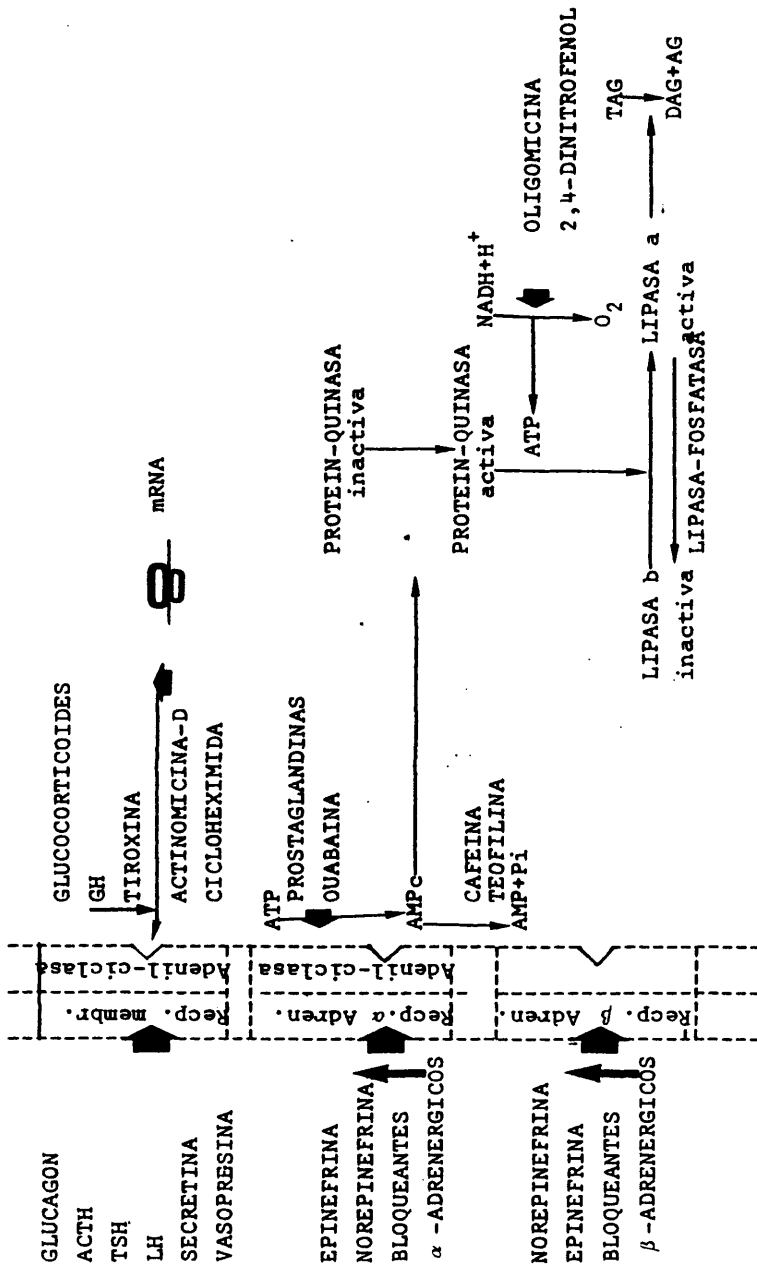 GLUCAGON
ACTH
TSH
LH
SECRETINA
VASOPRESINA
Recp. membr.
Adenil-ciclasa
GLUCOCORTICOIDES
GH
TIROXINA
ACTINOMICINA-D
CICLOHEXIMIDA
mRNA
EPINEFRINA
NOREPINEFRINA
BLOQUEANTES
α-ADRENERGICOS
Recp.α Adren.
Adenil-ciclasa
ATP
PROSTAGLANDINAS
OUABAINA
AMPc
CAFEINA
TEOFILINA
AMP+Pi
PROTEIN-QUINASA
inactiva
PROTEIN-QUINASA
activa
NADH+H+
ATP
O2
OLIGOMICINA
2,4-DINITROFENOL
NOREPINEFRINA
EPINEFRINA
BLOQUEANTES
β-ADRENERGICOS
Recp. β Adren.
LIPASA b
inactiva
LIPASA a
activa
LIPASA-FOSFATASA
TAG
DAG+AG